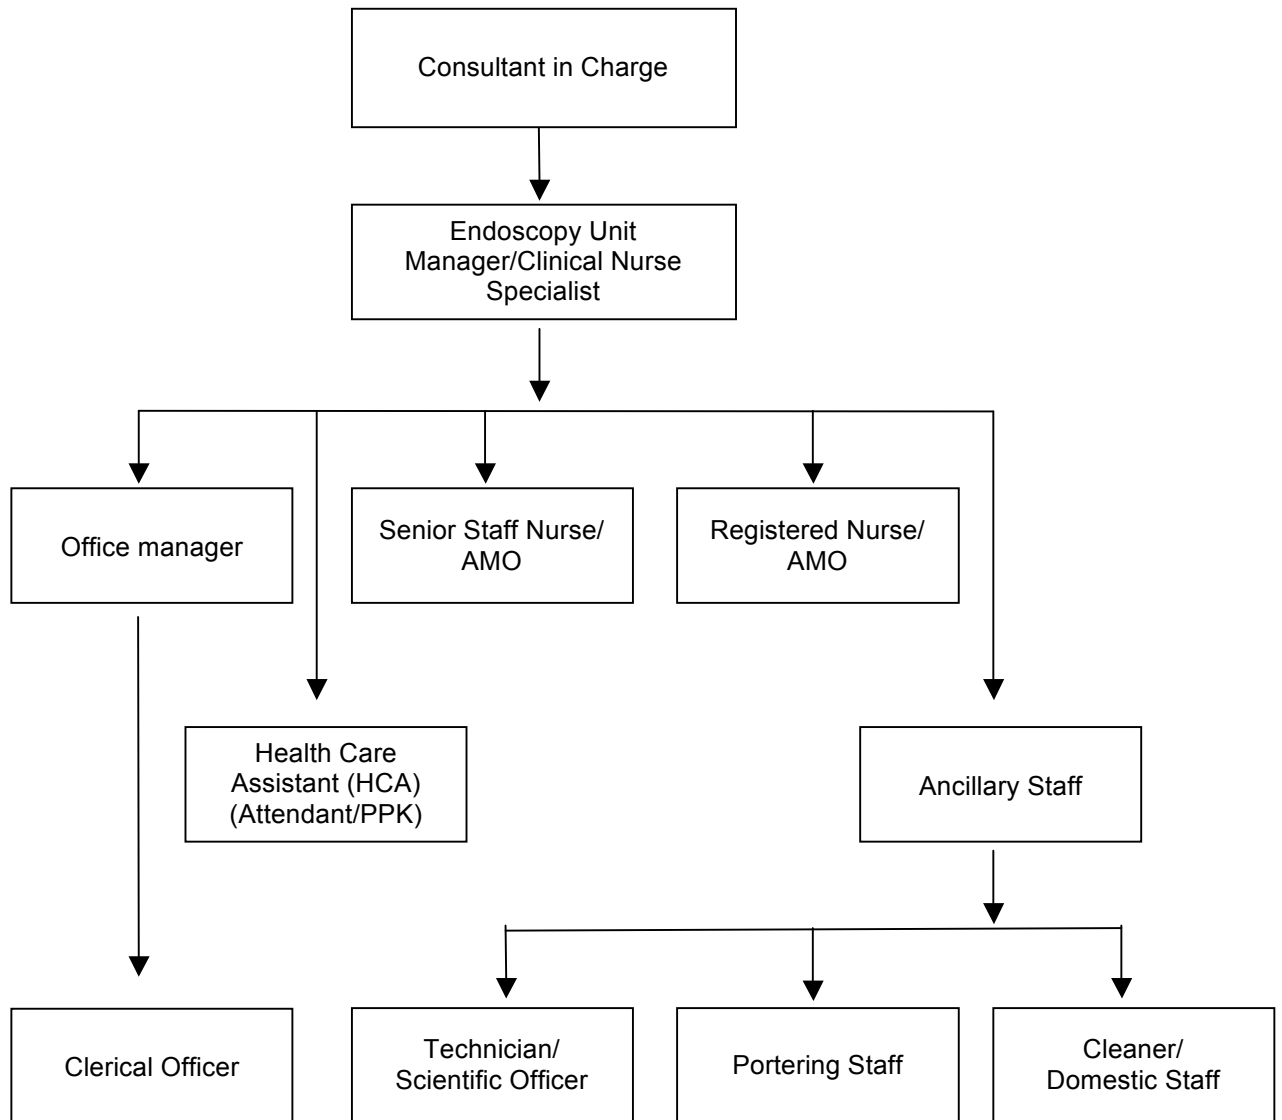 Consultant in Charge
Endoscopy Unit
Manager/Clinical Nurse
Specialist
Office manager
Senior Staff Nurse/
AMO
Registered Nurse/
AMO
Health Care
Assistant (HCA)
(Attendant/PPK)
Ancillary Staff
Clerical Officer
Technician/
Scientific Officer
Portering Staff
Cleaner/
Domestic Staff